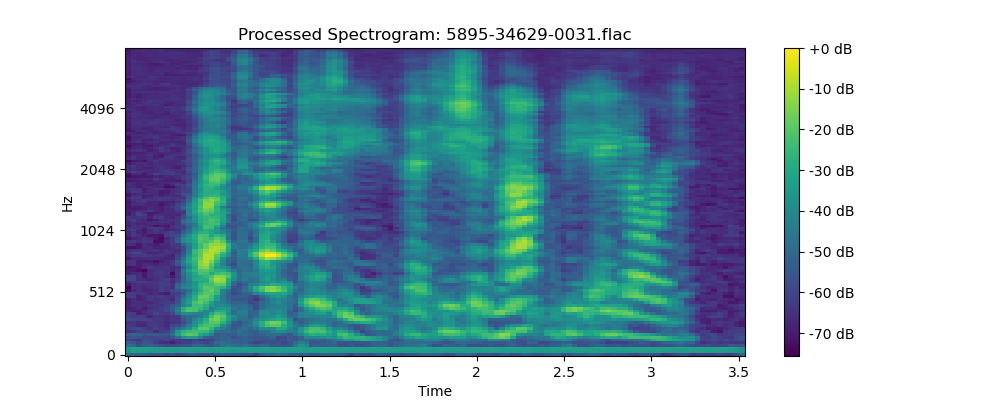 Processed Spectrogram: 5895-34629-0031.flac
Hz
4096
2048
1024
512
0
0
0.5
1
1.5
2
2.5
3
3.5
Time
+0 dB
-10 dB
-20 dB
-30 dB
-40 dB
-50 dB
-60 dB
-70 dB